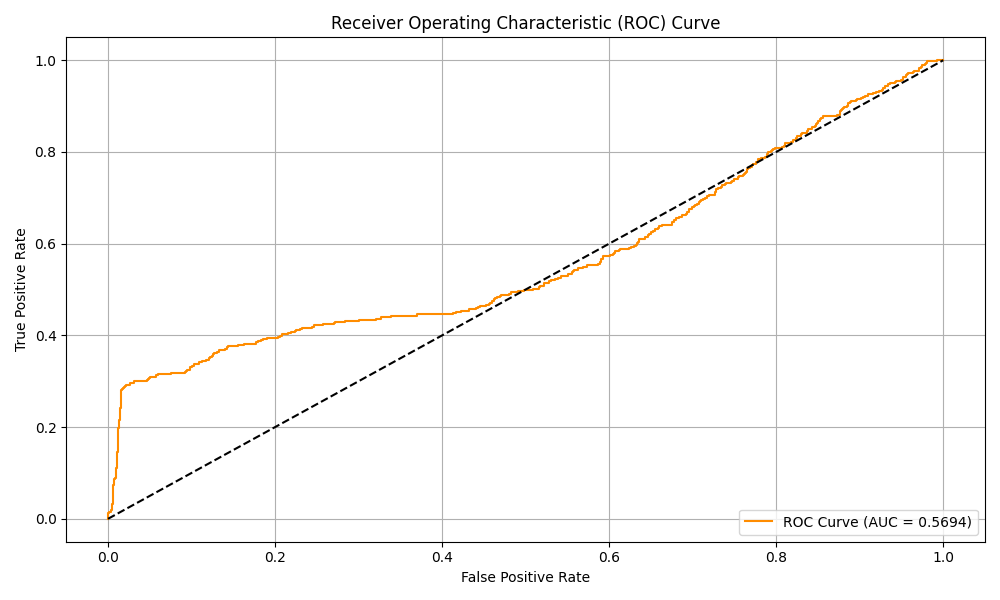 Receiver Operating Characteristic (ROC) Curve
True Positive Rate
1.0
0.8
0.6
0.4
0.2
0.0
0.0 0.2 0.4 0.6 0.8 1.0
False Positive Rate
ROC Curve (AUC = 0.5694)